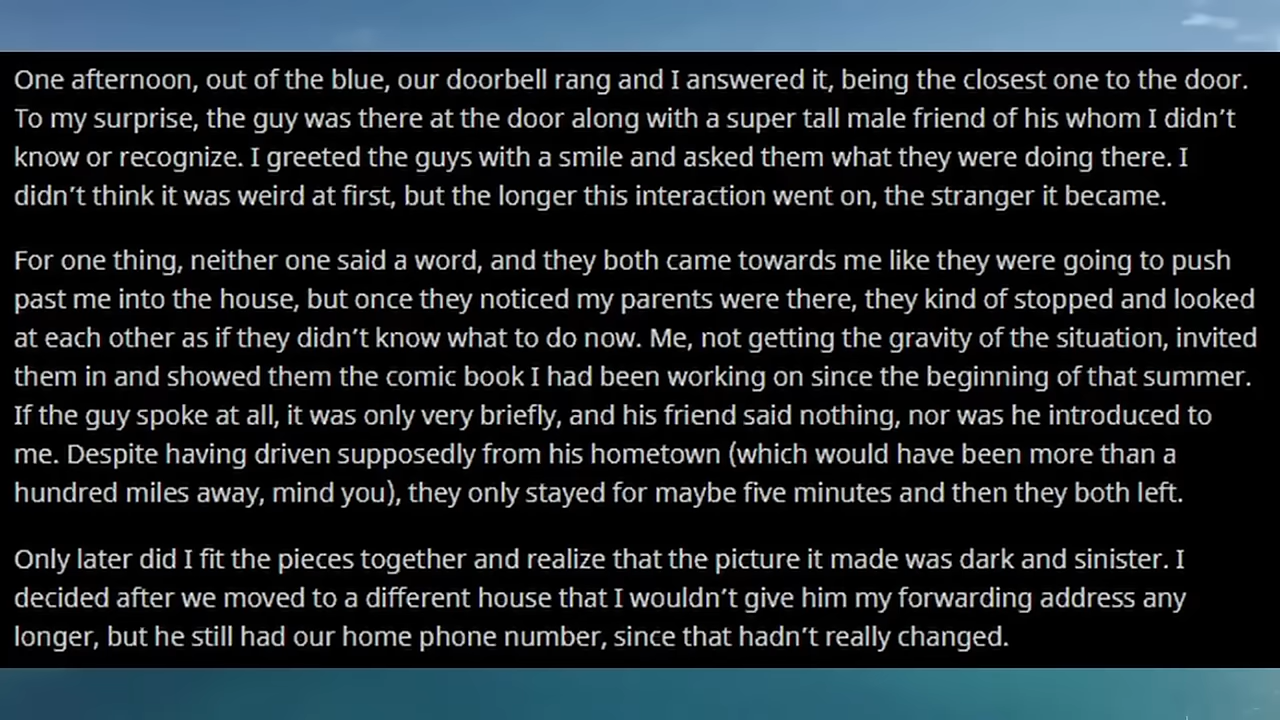 One afternoon, out of the blue, our doorbell rang and I answered it, being the closest one to the door.
To my surprise, the guy was there at the door along with a super tall male friend of his whom I didn't
know or recognize. I greeted the guys with a smile and asked them what they were doing there. I
didn't think it was weird at first, but the longer this interaction went on, the stranger it became.
For one thing, neither one said a word, and they both came towards me like they were going to push
past me into the house, but once they noticed my parents were there, they kind of stopped and looked
at each other as if they didn't know what to do now. Me, not getting the gravity of the situation, invited
them in and showed them the comic book I had been working on since the beginning of that summer.
If the guy spoke at all, it was only very briefly, and his friend said nothing, nor was he introduced to
me. Despite having driven supposedly from his hometown (which would have been more than a
hundred miles away, mind you), they only stayed for maybe five minutes and then they both left.
Only later did I fit the pieces together and realize that the picture it made was dark and sinister. I
decided after we moved to a different house that I wouldn't give him my forwarding address any
longer, but he still had our home phone number, since that hadn't really changed.